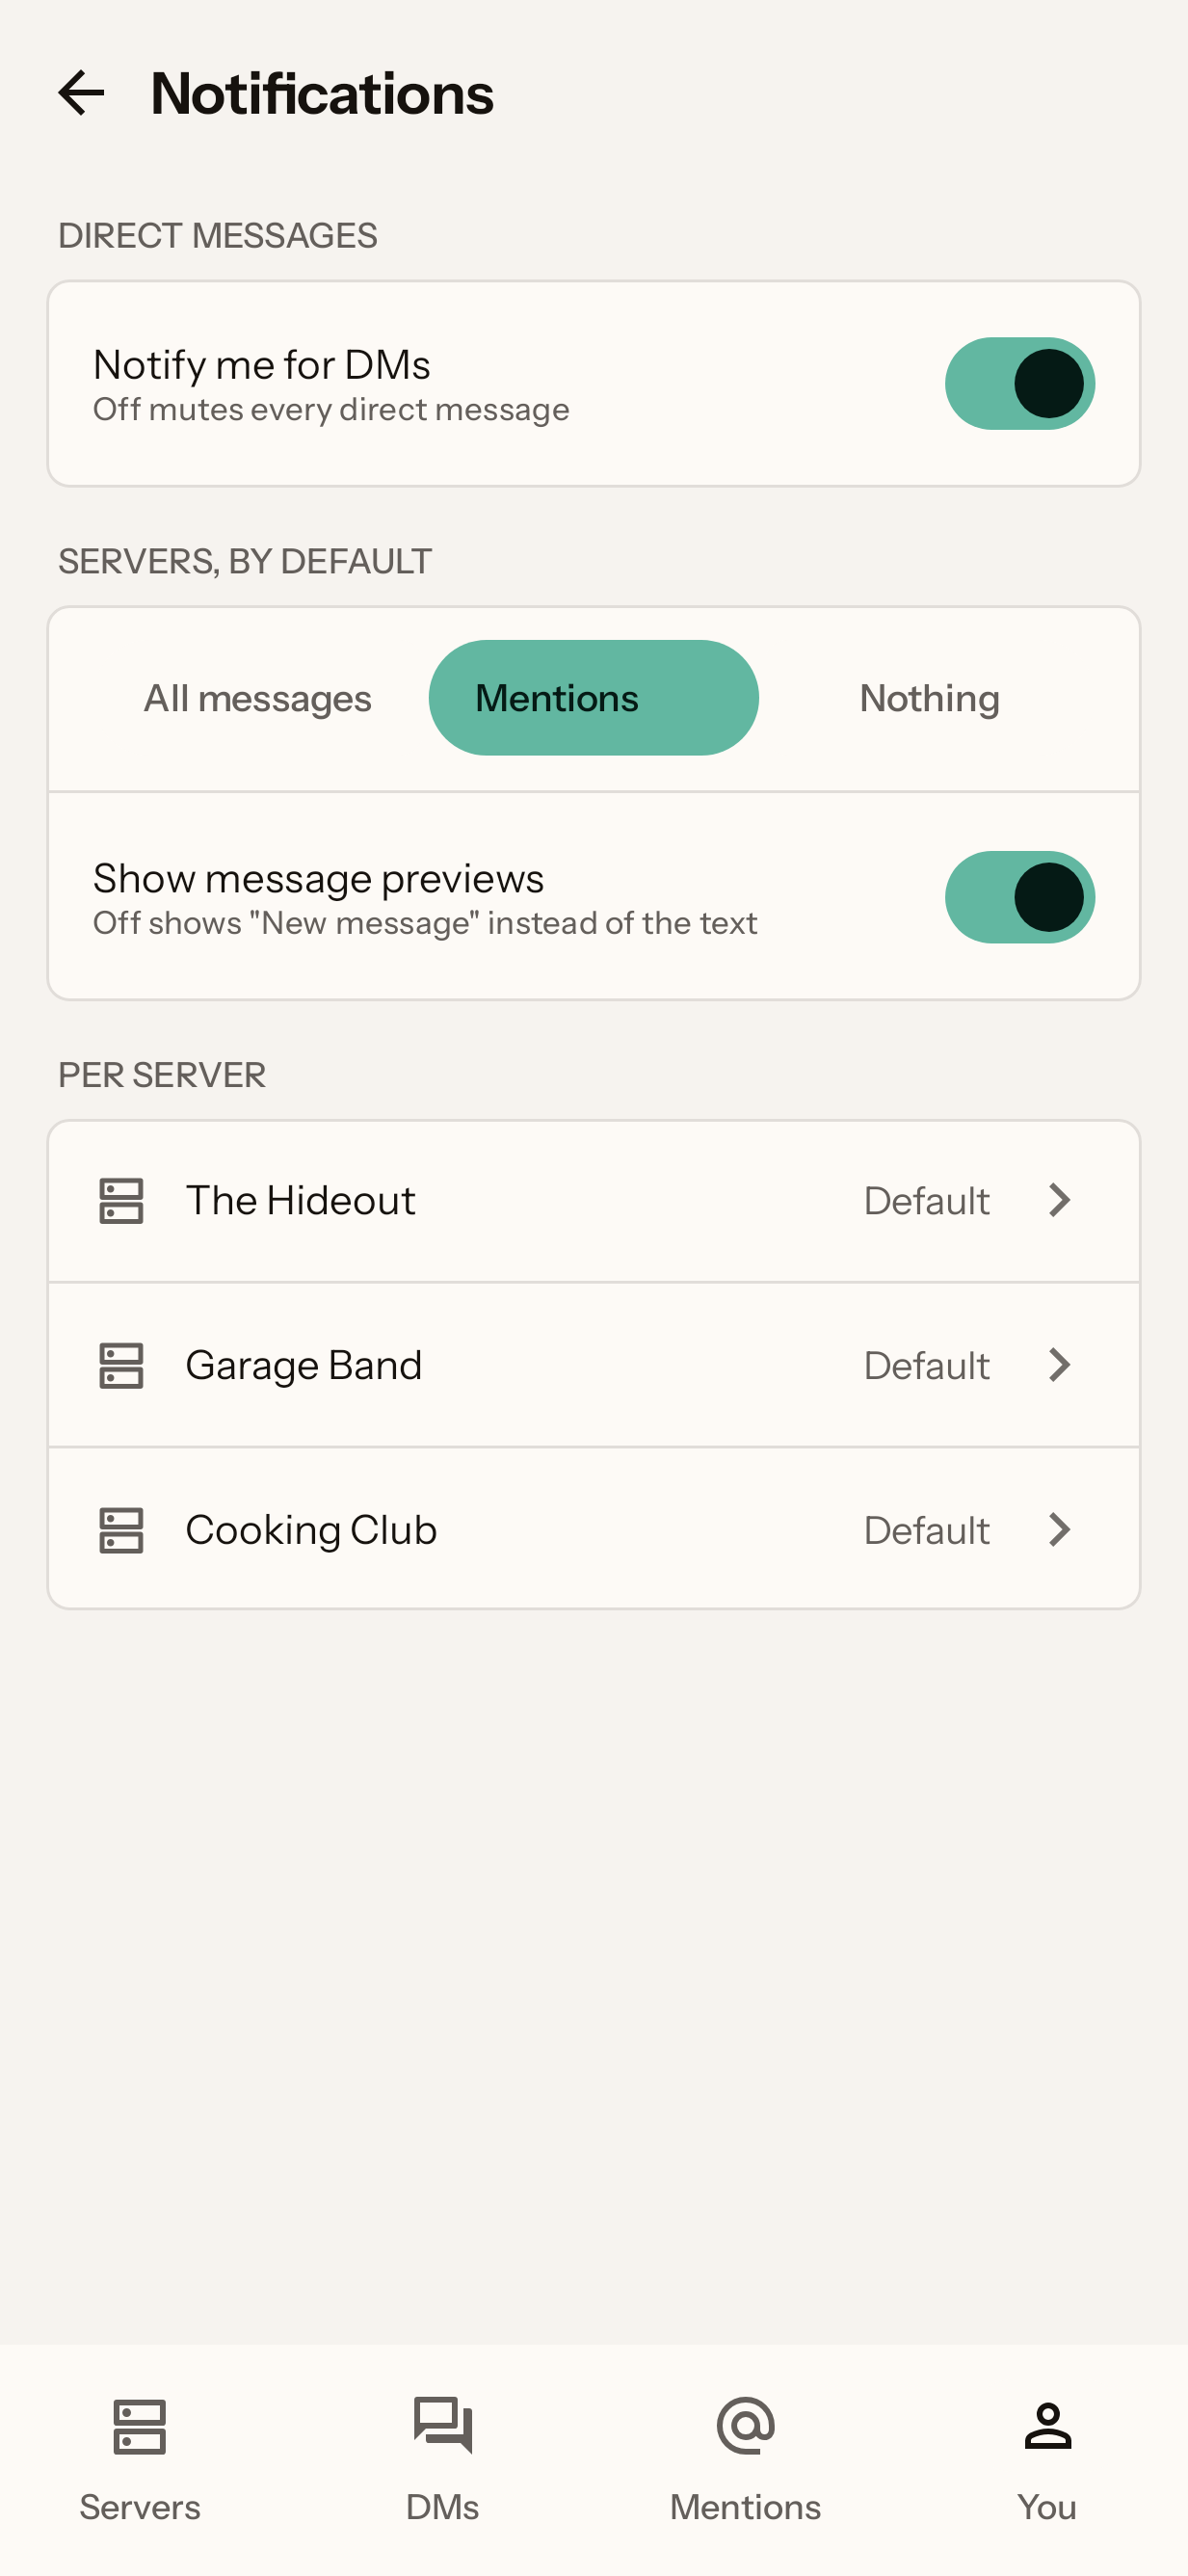 Notifications
DIRECT MESSAGES
Notify me for DMs
Off mutes every direct message
SERVERS, BY DEFAULT
All messages
Mentions
Nothing
Show message previews
Off shows "New message" instead of the text
PER SERVER
The Hideout
Default
Garage Band
Default
Cooking Club
Default
Servers
DMs
Mentions
You